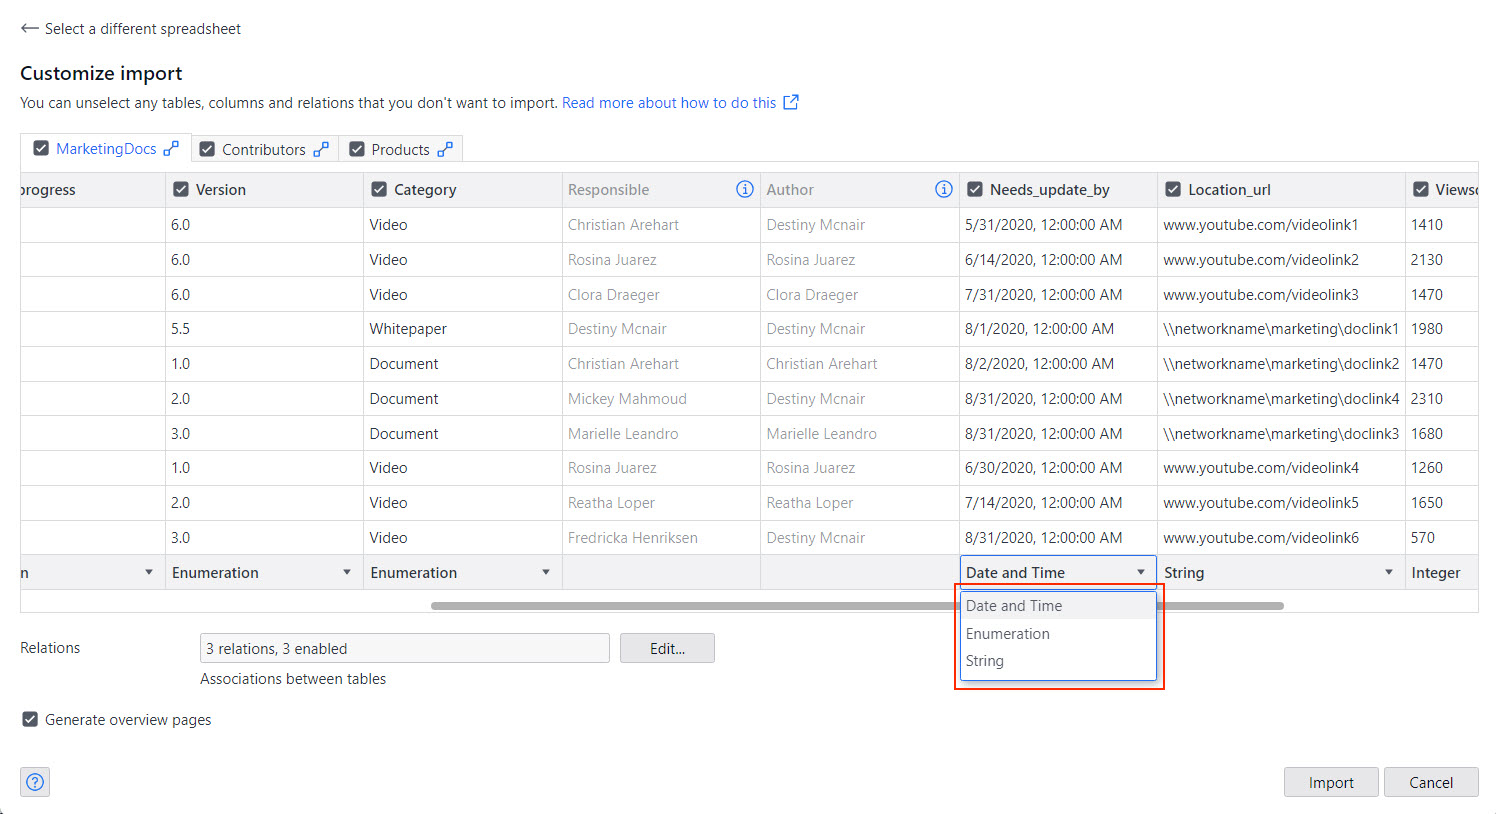 Select a different spreadsheet
Customize import
You can unselect any tables, columns and relations that you don't want to import. Read more about how to do this
MarketingDocs Contributors Products
progress Version Category Responsible Author Needs_update_by Location_url Views
6.0 Video Christian Arehart Destiny Mcnair 5/31/2020, 12:00:00 AM www.youtube.com/videolink1 1410
6.0 Video Rosina Juarez Rosina Juarez 6/14/2020, 12:00:00 AM www.youtube.com/videolink2 2130
6.0 Video Clora Draeger Clora Draeger 7/31/2020, 12:00:00 AM www.youtube.com/videolink3 1470
5.5 Whitepaper Destiny Mcnair Destiny Mcnair 8/1/2020, 12:00:00 AM \\networkname\marketing\doclink1 1980
1.0 Document Christian Arehart Christian Arehart 8/2/2020, 12:00:00 AM \\networkname\marketing\doclink2 1470
2.0 Document Mickey Mahmoud Destiny Mcnair 8/31/2020, 12:00:00 AM \\networkname\marketing\doclink4 2310
3.0 Document Marielle Leandro Marielle Leandro 8/31/2020, 12:00:00 AM \\networkname\marketing\doclink3 1680
1.0 Video Rosina Juarez Rosina Juarez 6/30/2020, 12:00:00 AM www.youtube.com/videolink4 1260
2.0 Video Reatha Loper Reatha Loper 7/14/2020, 12:00:00 AM www.youtube.com/videolink5 1650
3.0 Video Fredricka Henriksen Destiny Mcnair 8/31/2020, 12:00:00 AM www.youtube.com/videolink6 570
n Enumeration Enumeration Date and Time String Integer
Date and Time
Enumeration
String
Relations 3 relations, 3 enabled Edit...
Associations between tables
Generate overview pages
Import Cancel